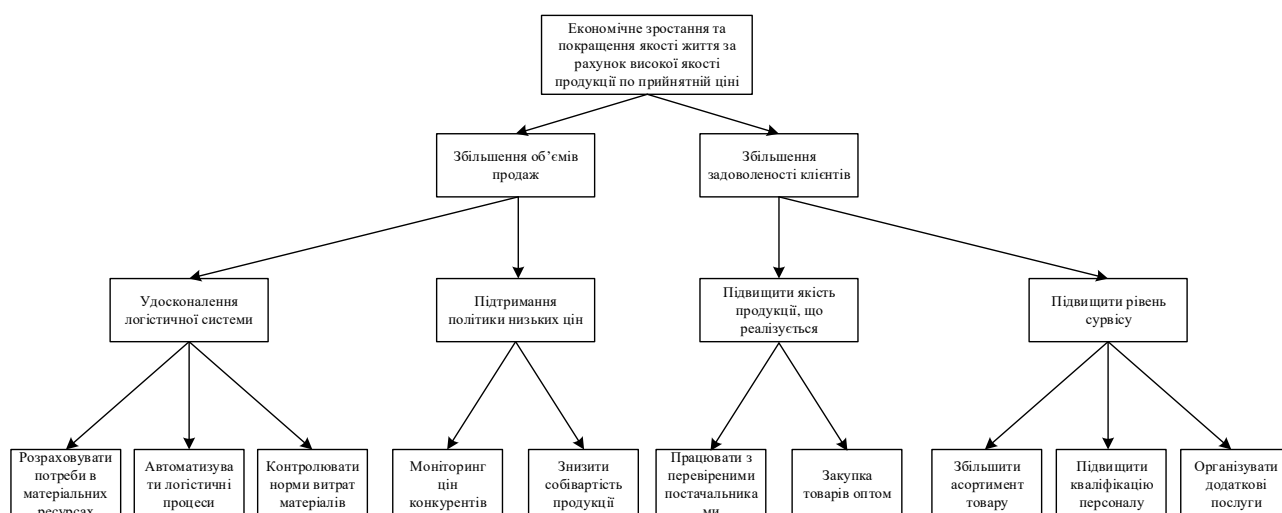 Економічне зростання та
покращення якості життя за
рахунок високої якості
продукції по прийнятній ціні
Збільшення об’ємів
продаж
Збільшення
задоволеності клієнтів
Удосконалення
логістичної системи
Підтримання
політики низьких цін
Підвищити якість
продукції, що
реалізується
Підвищити рівень
сурвісу
Розраховувати
потреби в
матеріальних
ресурсах
Автоматизува
ти логістичні
процеси
Контролювати
норми витрат
матеріалів
Моніторинг
цін
конкурентів
Знизити
собівартість
продукції
Працювати з
перевіреними
постачальника
ми
Закупка
товарів оптом
Збільшити
асортимент
товару
Підвищити
кваліфікацію
персоналу
Організувати
додаткові
послуги